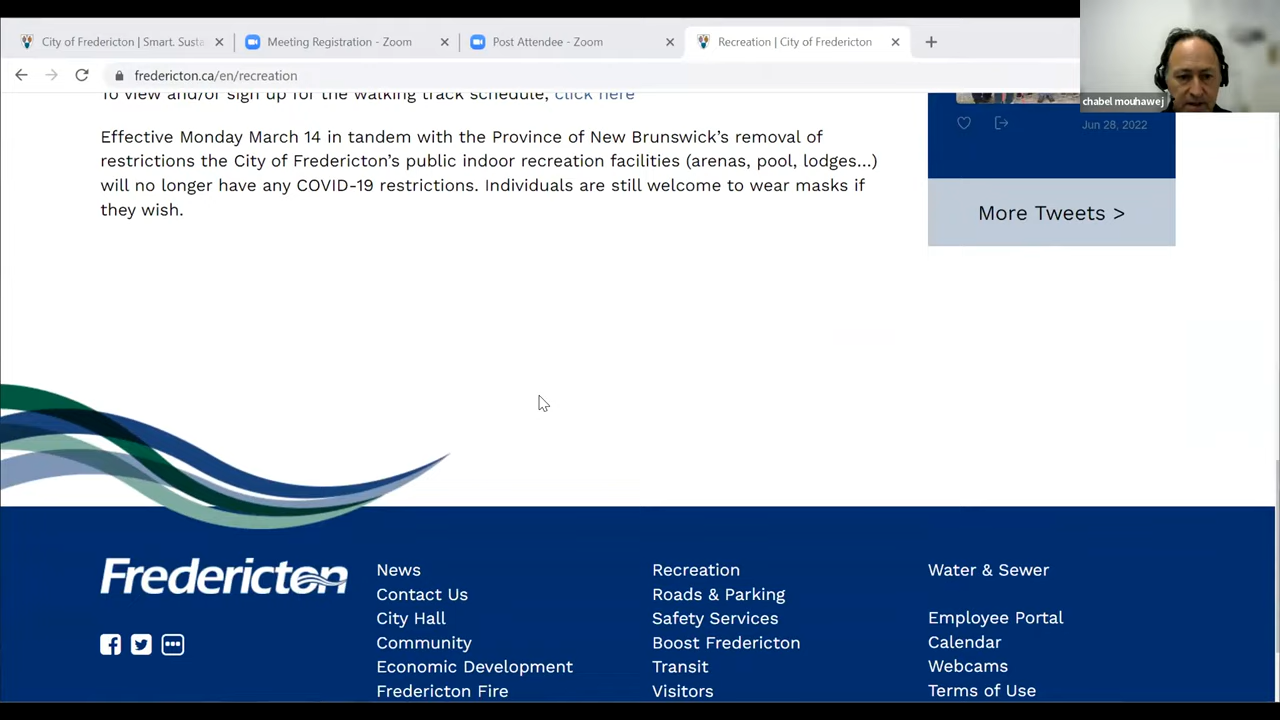 City of Fredericton | Smart. Susta
Meeting Registration - Zoom
Post Attendee - Zoom
Recreation | City of Fredericton
fredericton.ca/en/recreation
chabel mouhawej
To view and/or sign up for the walking track schedule, click here
Effective Monday March 14 in tandem with the Province of New Brunswick’s removal of
restrictions the City of Fredericton’s public indoor recreation facilities (arenas, pool, lodges...)
will no longer have any COVID-19 restrictions. Individuals are still welcome to wear masks if
they wish.
Jun 28, 2022
More Tweets >
Fredericton
News
Contact Us
City Hall
Community
Economic Development
Fredericton Fire
Recreation
Roads & Parking
Safety Services
Boost Fredericton
Transit
Visitors
Water & Sewer
Employee Portal
Calendar
Webcams
Terms of Use